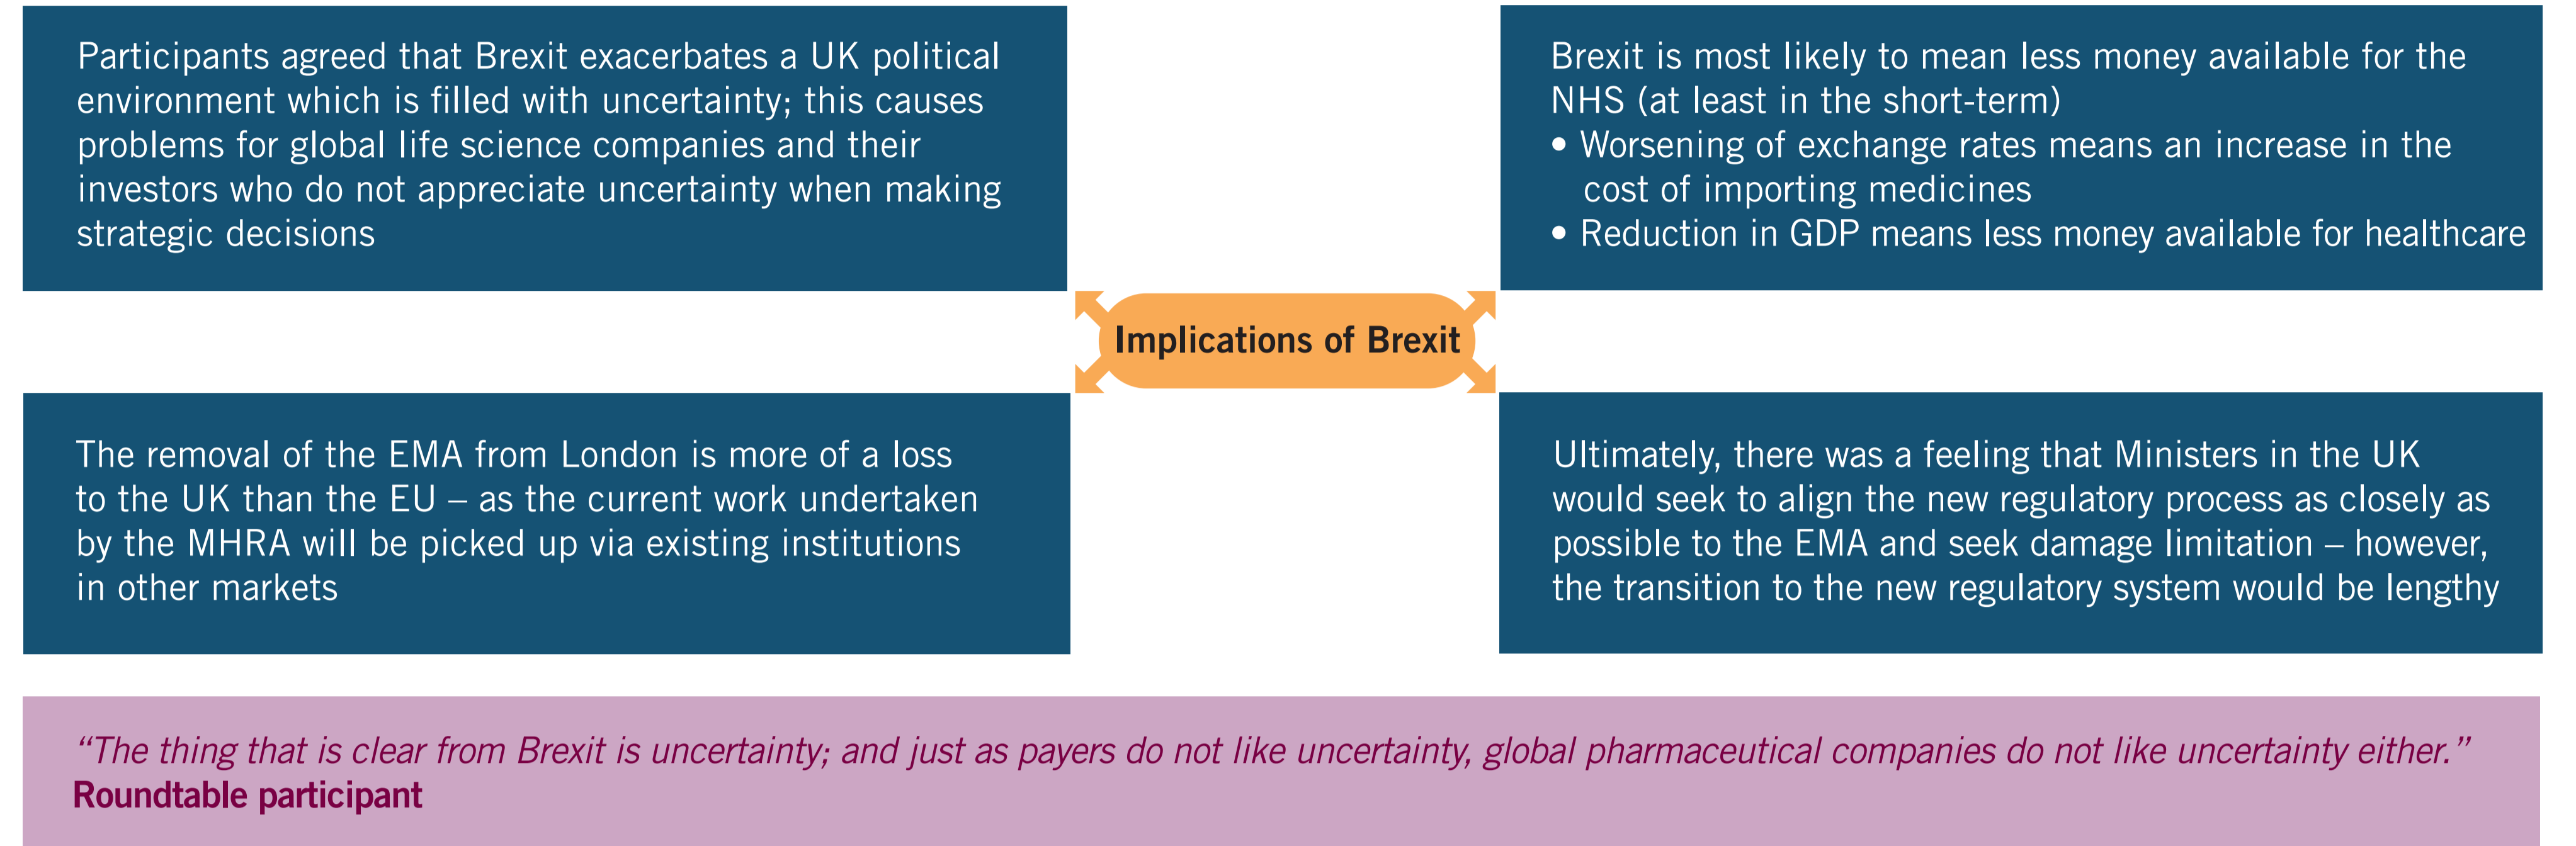 Participants agreed that Brexit exacerbates a UK political
environment which is filled with uncertainty; this causes
problems for global life science companies and their
investors who do not appreciate uncertainty when making
strategic decisions
Brexit is most likely to mean less money available for the
NHS (at least in the short-term)
• Worsening of exchange rates means an increase in the
cost of importing medicines
• Reduction in GDP means less money available for healthcare
Implications of Brexit
The removal of the EMA from London is more of a loss
to the UK than the EU – as the current work undertaken
by the MHRA will be picked up via existing institutions
in other markets
Ultimately, there was a feeling that Ministers in the UK
would seek to align the new regulatory process as closely as
possible to the EMA and seek damage limitation – however,
the transition to the new regulatory system would be lengthy
“The thing that is clear from Brexit is uncertainty; and just as payers do not like uncertainty, global pharmaceutical companies do not like uncertainty either.”
Roundtable participant